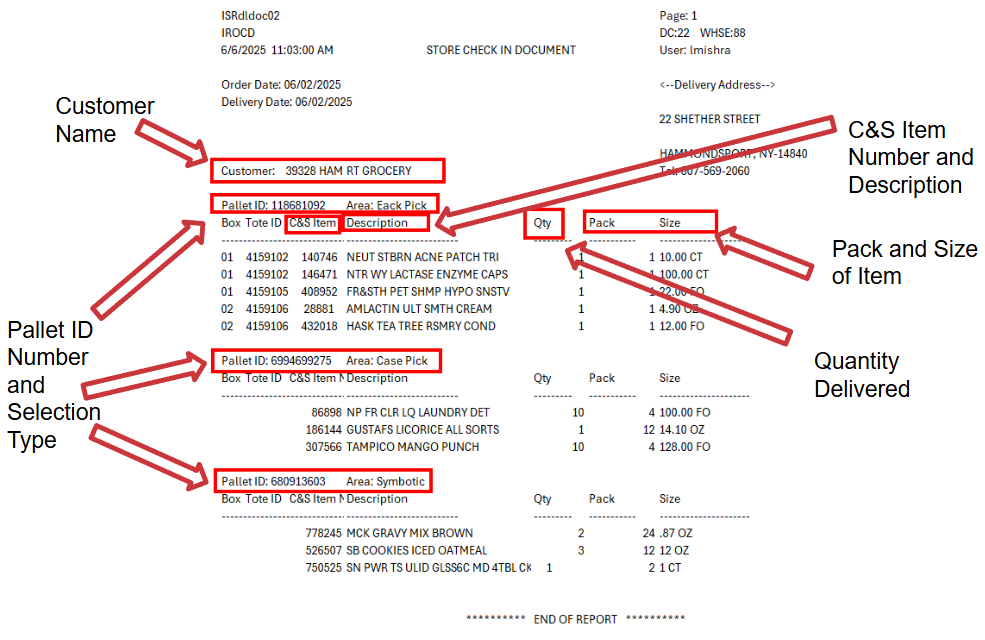 ISRdldoc02
Page: 1
IROCD
DC:22 WHSE:88
6/6/2025 11:03:00 AM
STORE CHECK IN DOCUMENT
User: lmishra
Order Date: 06/02/2025
<--Delivery Address-->
Delivery Date: 06/02/2025
22 SHETHER STREET
HAMMONDSPORT, NY-14840
Tel: 607-569-2060
Customer Name
C&S Item Number and Description
Customer: 39328 HAM RT GROCERY
Pallet ID: 118681092 Area: Eack Pick
Box Tote ID C&S Item Description Qty Pack Size
01 4159102 140746 NEUT STBRN ACNE PATCH TRI 1 1 10.00 CT
01 4159102 146471 NTR WY LACTASE ENZYME CAPS 1 1 100.00 CT
01 4159105 408952 FR&STH PET SHMP HYPO SNSTV 1 1 22.00 FO
02 4159106 28881 AMLACTIN ULT SMTH CREAM 1 1 4.90 OZ
02 4159106 432018 HASK TEA TREE RSMRY COND 1 1 12.00 FO
Pack and Size of Item
Pallet ID Number and Selection Type
Quantity Delivered
Pallet ID: 6994699275 Area: Case Pick
Box Tote ID C&S Item N Description Qty Pack Size
86898 NP FR CLR LQ LAUNDRY DET 10 4 100.00 FO
186144 GUSTAFS LICORICE ALL SORTS 1 12 14.10 OZ
307566 TAMPICO MANGO PUNCH 10 4 128.00 FO
Pallet ID: 680913603 Area: Symbotic
Box Tote ID C&S Item N Description Qty Pack Size
778245 MCK GRAVY MIX BROWN 2 24 .87 OZ
526507 SB COOKIES ICED OATMEAL 3 12 12 OZ
750525 SN PWR TS ULID GLSS6C MD 4TBL CK 1 2 1 CT
********** END OF REPORT **********